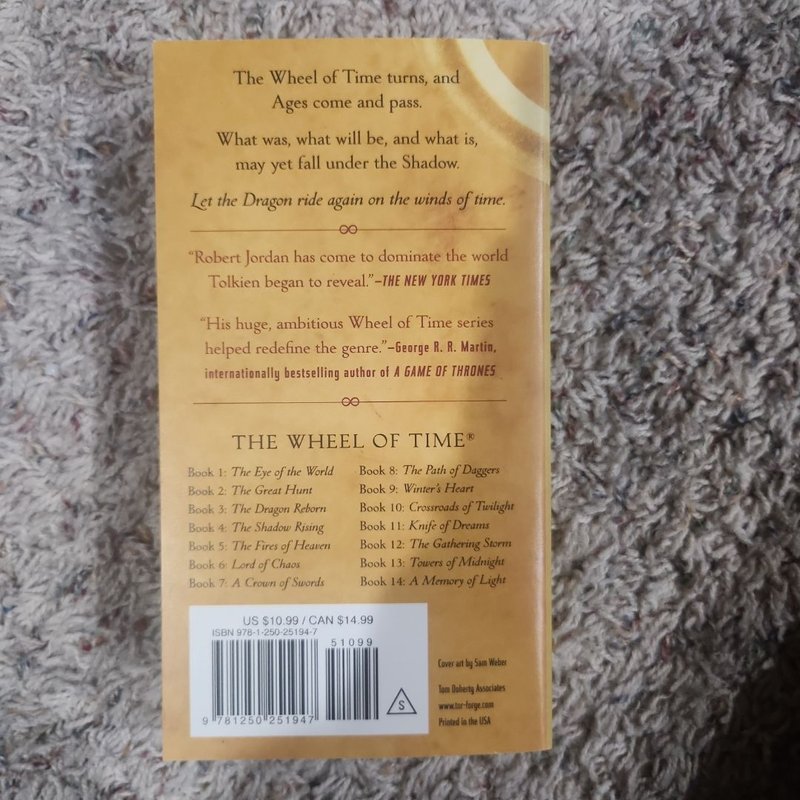 The Wheel of Time turns, and
Ages come and pass.
What was, what will be, and what is,
may yet fall under the Shadow.
Let the Dragon ride again on the winds of time.
“Robert Jordan has come to dominate the world
Tolkien began to reveal.”—THE NEW YORK TIMES
“His huge, ambitious Wheel of Time series
helped redefine the genre.”—George R. R. Martin,
internationally bestselling author of A GAME OF THRONES
THE WHEEL OF TIME®
Book 1: The Eye of the World
Book 2: The Great Hunt
Book 3: The Dragon Reborn
Book 4: The Shadow Rising
Book 5: The Fires of Heaven
Book 6: Lord of Chaos
Book 7: A Crown of Swords
Book 8: The Path of Daggers
Book 9: Winter's Heart
Book 10: Crossroads of Twilight
Book 11: Knife of Dreams
Book 12: The Gathering Storm
Book 13: Towers of Midnight
Book 14: A Memory of Light
US $10.99 / CAN $14.99
ISBN 978-1-250-25194-7
51099
9 781250 251947
S
Cover art by Sam Weber
Tom Doherty Associates
www.tor-forge.com
Printed in the USA